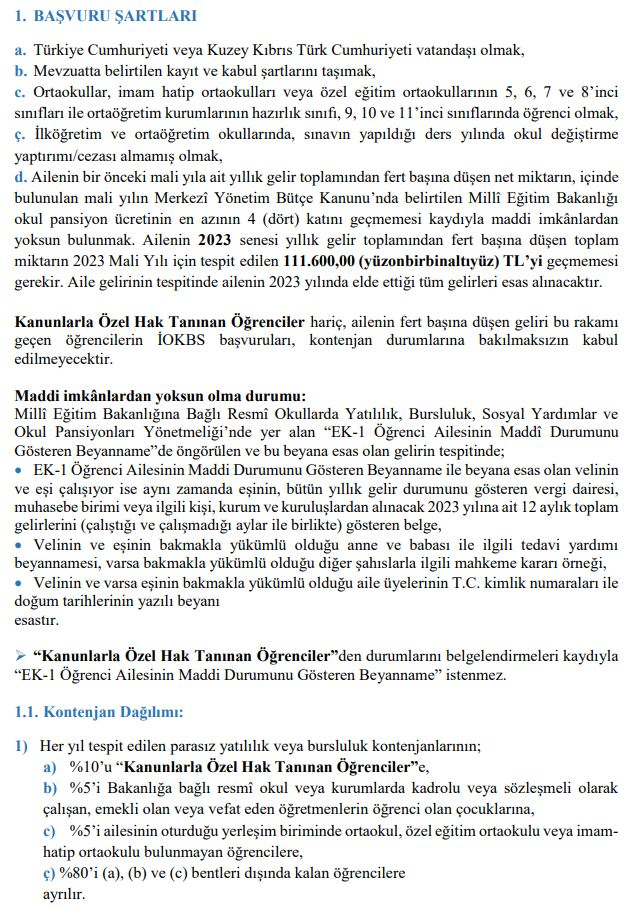 1. BAŞVURU ŞARTLARI
a. Türkiye Cumhuriyeti veya Kuzey Kıbrıs Türk Cumhuriyeti vatandaşı olmak,
b. Mevzuatta belirtilen kayıt ve kabul şartlarını taşımak,
c. Ortaokullar, imam hatip ortaokulları veya özel eğitim ortaokullarının 5, 6, 7 ve 8’inci
sınıfları ile ortaöğretim kurumlarının hazırlık sınıfı, 9, 10 ve 11’inci sınıflarında öğrenci olmak,
ç. İlköğretim ve ortaöğretim okullarında, sınavın yapıldığı ders yılında okul değiştirme
yaptırımı/cezası almamış olmak,
d. Ailenin bir önceki mali yıla ait yıllık gelir toplamından fert başına düşen net miktarın, içinde
bulunulan mali yılın Merkezî Yönetim Bütçe Kanunu’nda belirtilen Millî Eğitim Bakanlığı
okul pansiyon ücretinin en azının 4 (dört) katını geçmemesi kaydıyla maddi imkânlardan
yoksun bulunmak. Ailenin 2023 senesi yıllık gelir toplamından fert başına düşen toplam
miktarın 2023 Mali Yılı için tespit edilen 111.600,00 (yüzonbirbinaltıyüz) TL’yi geçmemesi
gerekir. Aile gelirinin tespitinde ailenin 2023 yılında elde ettiği tüm gelirleri esas alınacaktır.
Kanunlarla Özel Hak Tanınan Öğrenciler hariç, ailenin fert başına düşen geliri bu rakamı
geçen öğrencilerin İOKBS başvuruları, kontenjan durumlarına bakılmaksızın kabul
edilmeyecektir.
Maddi imkânlardan yoksun olma durumu:
Millî Eğitim Bakanlığına Bağlı Resmî Okullarda Yatılılık, Bursluluk, Sosyal Yardımlar ve
Okul Pansiyonları Yönetmeliği’nde yer alan “EK-1 Öğrenci Ailesinin Maddî Durumunu
Gösteren Beyanname”de öngörülen ve bu beyana esas olan gelirin tespitinde;
• EK-1 Öğrenci Ailesinin Maddi Durumunu Gösteren Beyanname ile beyana esas olan velinin
ve eşi çalışıyor ise aynı zamanda eşinin, bütün yıllık gelir durumunu gösteren vergi dairesi,
muhasebe birimi veya ilgili kişi, kurum ve kuruluşlardan alınacak 2023 yılına ait 12 aylık toplam
gelirlerini (çalıştığı ve çalışmadığı aylar ile birlikte) gösteren belge,
• Velinin ve eşinin bakmakla yükümlü olduğu anne ve babası ile ilgili tedavi yardımı
beyannamesi, varsa bakmakla yükümlü olduğu diğer şahıslarla ilgili mahkeme kararı örneği,
• Velinin ve varsa eşinin bakmakla yükümlü olduğu aile üyelerinin T.C. kimlik numaraları ile
doğum tarihlerinin yazılı beyanı
esastır.
➢ “Kanunlarla Özel Hak Tanınan Öğrenciler”den durumlarını belgelendirmeleri kaydıyla
“EK-1 Öğrenci Ailesinin Maddi Durumunu Gösteren Beyanname” istenmez.
1.1. Kontenjan Dağılımı:
1) Her yıl tespit edilen parasız yatılılık veya bursluluk kontenjanlarının;
a) %10’u “Kanunlarla Özel Hak Tanınan Öğrenciler”e,
b) %5’i Bakanlığa bağlı resmî okul veya kurumlarda kadrolu veya sözleşmeli olarak
çalışan, emekli olan veya vefat eden öğretmenlerin öğrenci olan çocuklarına,
c) %5’i ailesinin oturduğu yerleşim biriminde ortaokul, özel eğitim ortaokulu veya imam-
hatip ortaokulu bulunmayan öğrencilere,
ç) %80’i (a), (b) ve (c) bentleri dışında kalan öğrencilere
ayrılır.